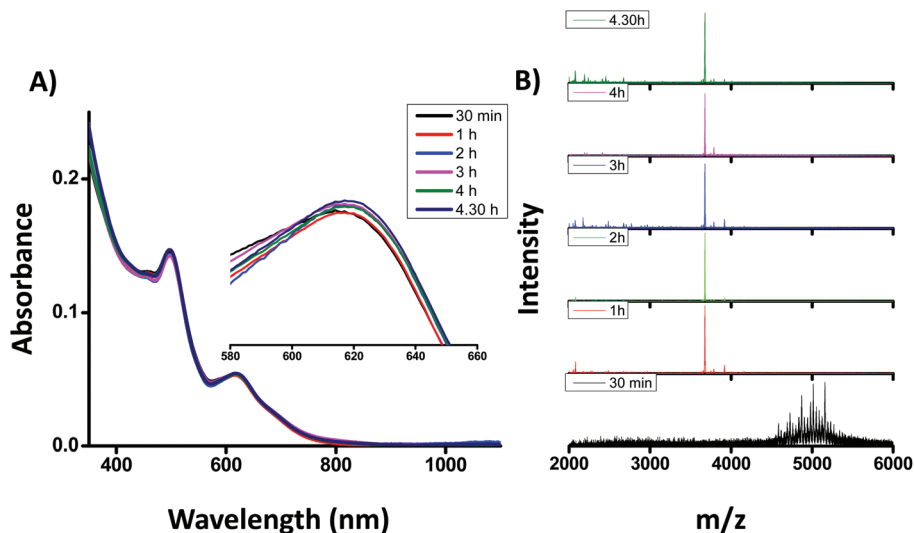 A)
30 min
1 h
2 h
3 h
4 h
4.30 h
0.2
0.1
0.0
Absorbance
580 600 620 640 660
400 600 800 1000
Wavelength (nm)
B)
4.30h
4h
3h
2h
1h
30 min
Intensity
2000 3000 4000 5000 6000
m/z